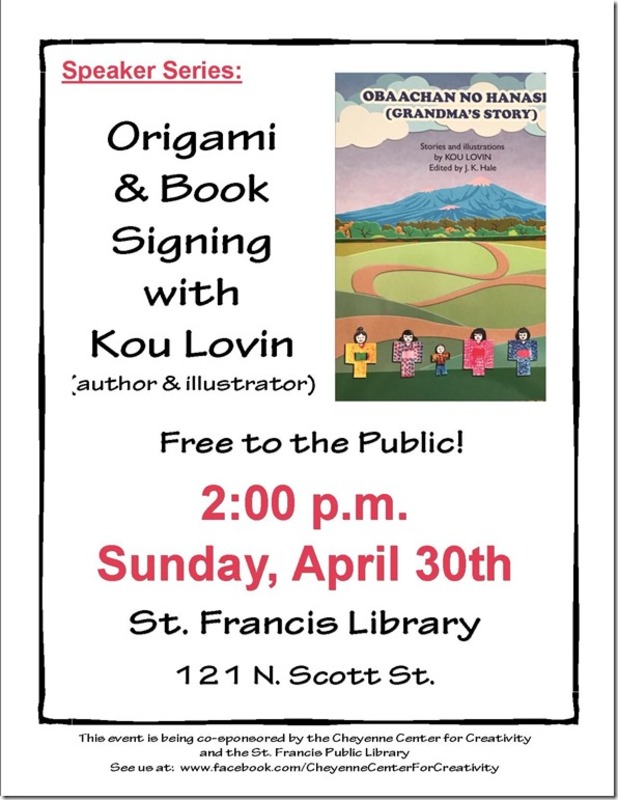 Speaker Series:
Origami
& Book
Signing
with
Kou Lovin
(author & illustrator)
OBAACHAN NO HANASI
(GRANDMA'S STORY)
Stories and illustrations
by KOU LOVIN
Edited by J. K. Hale
Free to the Public!
2:00 p.m.
Sunday, April 30th
St. Francis Library
121 N. Scott St.
This event is being co-sponsored by the Cheyenne Center for Creativity
and the St. Francis Public Library
See us at: www.facebook.com/CheyenneCenterForCreativity